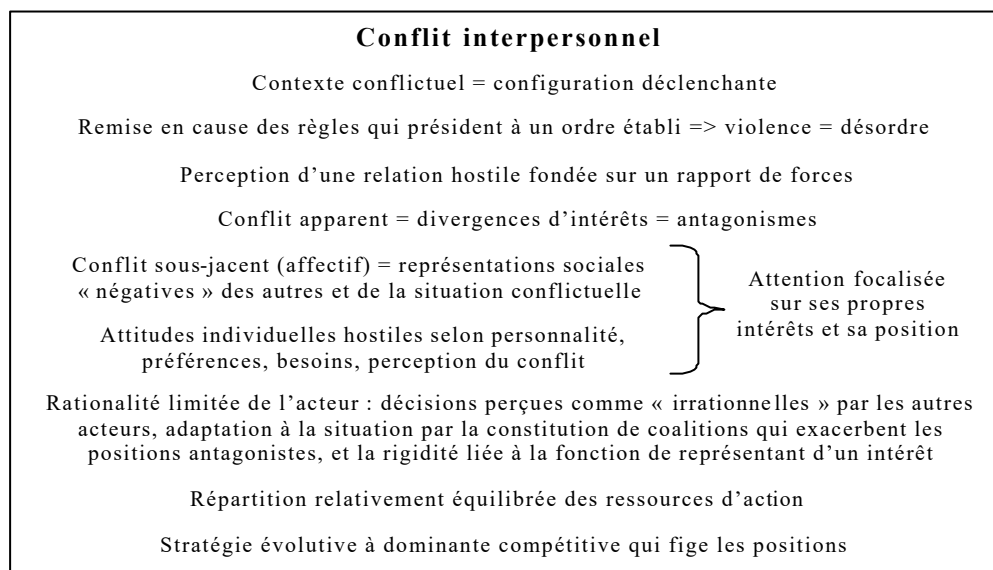 Conflit interpersonnel
Contexte conflictuel = configuration déclenchante
Remise en cause des règles qui président à un ordre établi => violence = désordre
Perception d’une relation hostile fondée sur un rapport de forces
Conflit apparent = divergences d’intérêts = antagonismes
Conflit sous-jacent (affectif) = représentations sociales
« négatives » des autres et de la situation conflictuelle
Attitudes individuelles hostiles selon personnalité,
préférences, besoins, perception du conflit
Attention focalisée
sur ses propres
intérêts et sa position
Rationalité limitée de l’acteur : décisions perçues comme « irrationnelles » par les autres
acteurs, adaptation à la situation par la constitution de coalitions qui exacerbent les
positions antagonistes, et la rigidité liée à la fonction de représentant d’un intérêt
Répartition relativement équilibrée des ressources d’action
Stratégie évolutive à dominante compétitive qui fige les positions